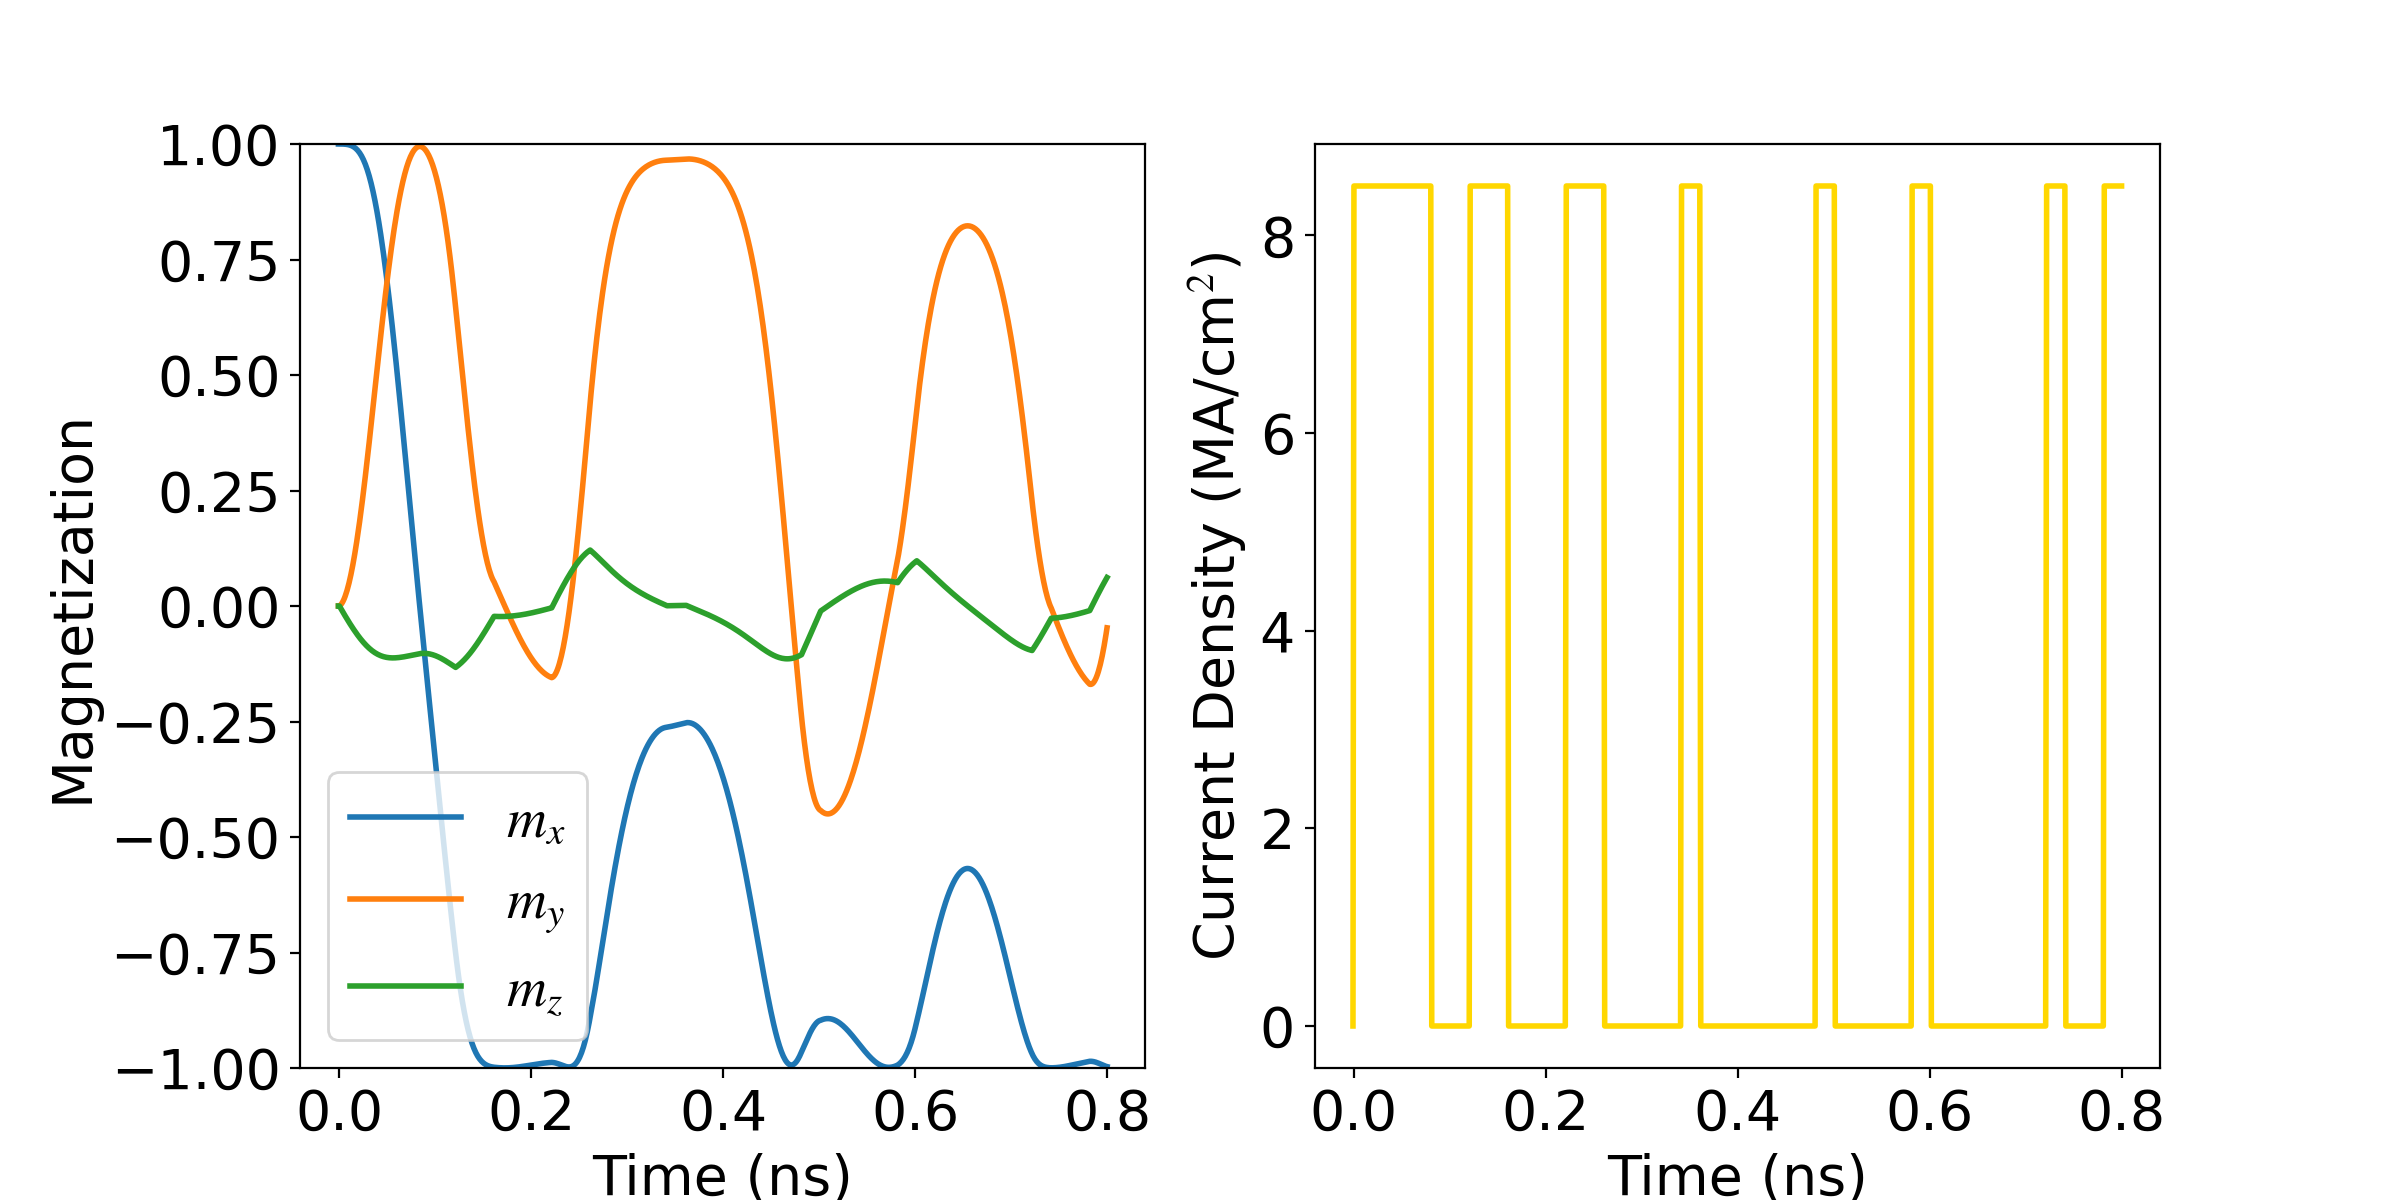 Magnetization
1.00
0.75
0.50
0.25
0.00
−0.25
−0.50
−0.75
−1.00
m_x
m_y
m_z
0.0 0.2 0.4 0.6 0.8
Time (ns)
Current Density (MA/cm²)
8
6
4
2
0
0.0 0.2 0.4 0.6 0.8
Time (ns)